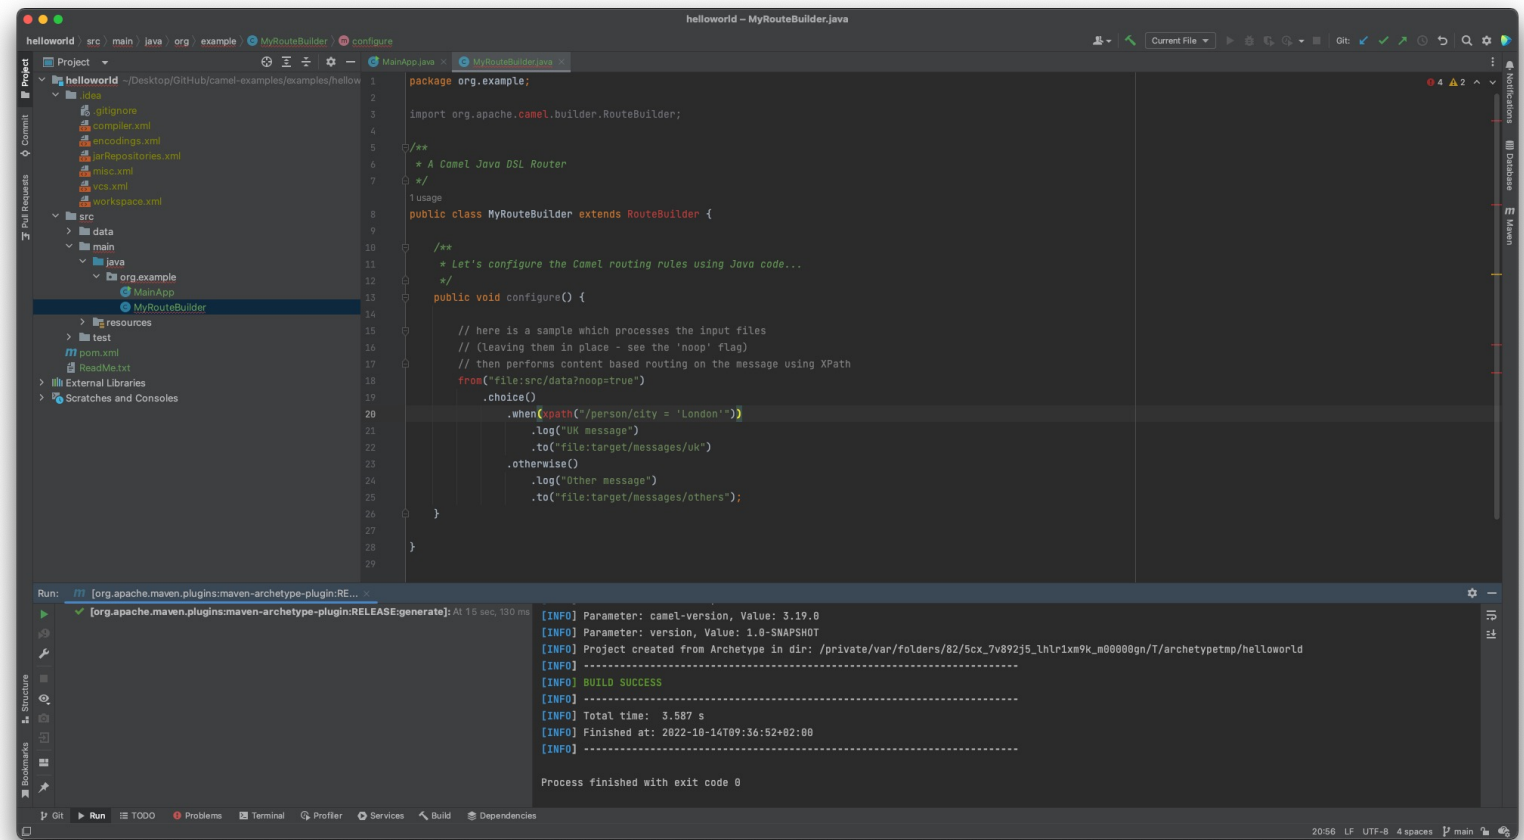 helloworld – MyRouteBuilder.java
helloworld src main java org example MyRouteBuilder configure
Current File
Git:
Project
MainApp.java
MyRouteBuilder.java
helloworld ~/Desktop/GitHub/camel-examples/examples/hellow
.idea
.gitignore
compiler.xml
encodings.xml
jarRepositories.xml
misc.xml
vcs.xml
workspace.xml
src
data
main
java
org.example
MainApp
MyRouteBuilder
resources
test
pom.xml
ReadMe.txt
External Libraries
Scratches and Consoles
Project
Commit
Pull Requests
Structure
Bookmarks
4 2
1 package org.example;
2
3 import org.apache.camel.builder.RouteBuilder;
4
5 /**
6 * A Camel Java DSL Router
7 */
1 usage
8 public class MyRouteBuilder extends RouteBuilder {
9
10 /**
11 * Let's configure the Camel routing rules using Java code...
12 */
13 public void configure() {
14
15 // here is a sample which processes the input files
16 // (leaving them in place - see the 'noop' flag)
17 // then performs content based routing on the message using XPath
18 from("file:src/data?noop=true")
19 .choice()
20 .when(xpath("/person/city = 'London'"))
21 .log("UK message")
22 .to("file:target/messages/uk")
23 .otherwise()
24 .log("Other message")
25 .to("file:target/messages/others");
26 }
27
28 }
29
Notifications
Database
Maven
Run: [org.apache.maven.plugins:maven-archetype-plugin:RE...
[org.apache.maven.plugins:maven-archetype-plugin:RELEASE:generate]: At 15 sec, 130 ms
[INFO] Parameter: camel-version, Value: 3.19.0
[INFO] Parameter: version, Value: 1.0-SNAPSHOT
[INFO] Project created from Archetype in dir: /private/var/folders/82/5cx_7v892j5_lhlr1xm9k_m00000gn/T/archetypetmp/helloworld
[INFO] ------------------------------------------------------------------------
[INFO] BUILD SUCCESS
[INFO] ------------------------------------------------------------------------
[INFO] Total time:  3.587 s
[INFO] Finished at: 2022-10-14T09:36:52+02:00
[INFO] ------------------------------------------------------------------------
Process finished with exit code 0
Git Run TODO Problems Terminal Profiler Services Build Dependencies
20:56 LF UTF-8 4 spaces main